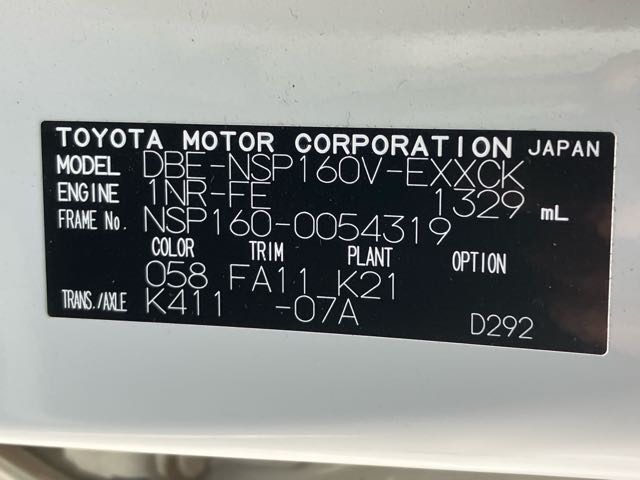 TOYOTA MOTOR CORPORATION JAPAN
MODEL DBE-NSP160V-EXXCK
ENGINE 1NR-FE 1329 mL
FRAME No. NSP160-0054319
COLOR TRIM PLANT OPTION
058 FA11 K21
TRANS./AXLE K411 -07A
D292